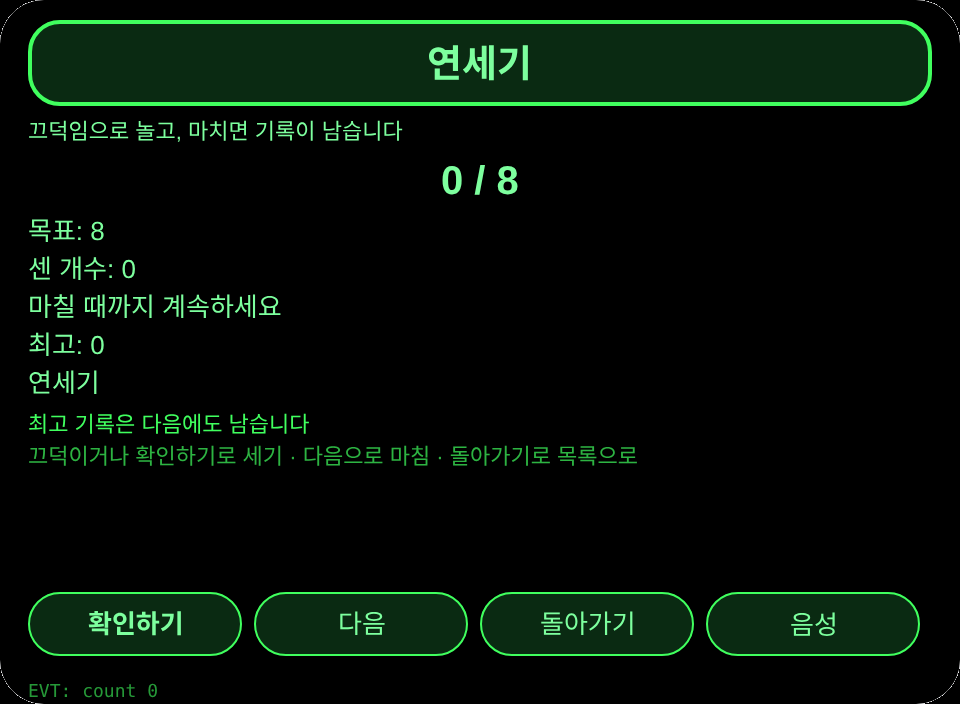 연세기
끄덕임으로 놀고, 마치면 기록이 남습니다
0 / 8
목표: 8
센 개수: 0
마칠 때까지 계속하세요
최고: 0
연세기
최고 기록은 다음에도 남습니다
끄덕이거나 확인하기로 세기 · 다음으로 마침 · 돌아가기로 목록으로
확인하기
다음
돌아가기
음성
EVT: count 0